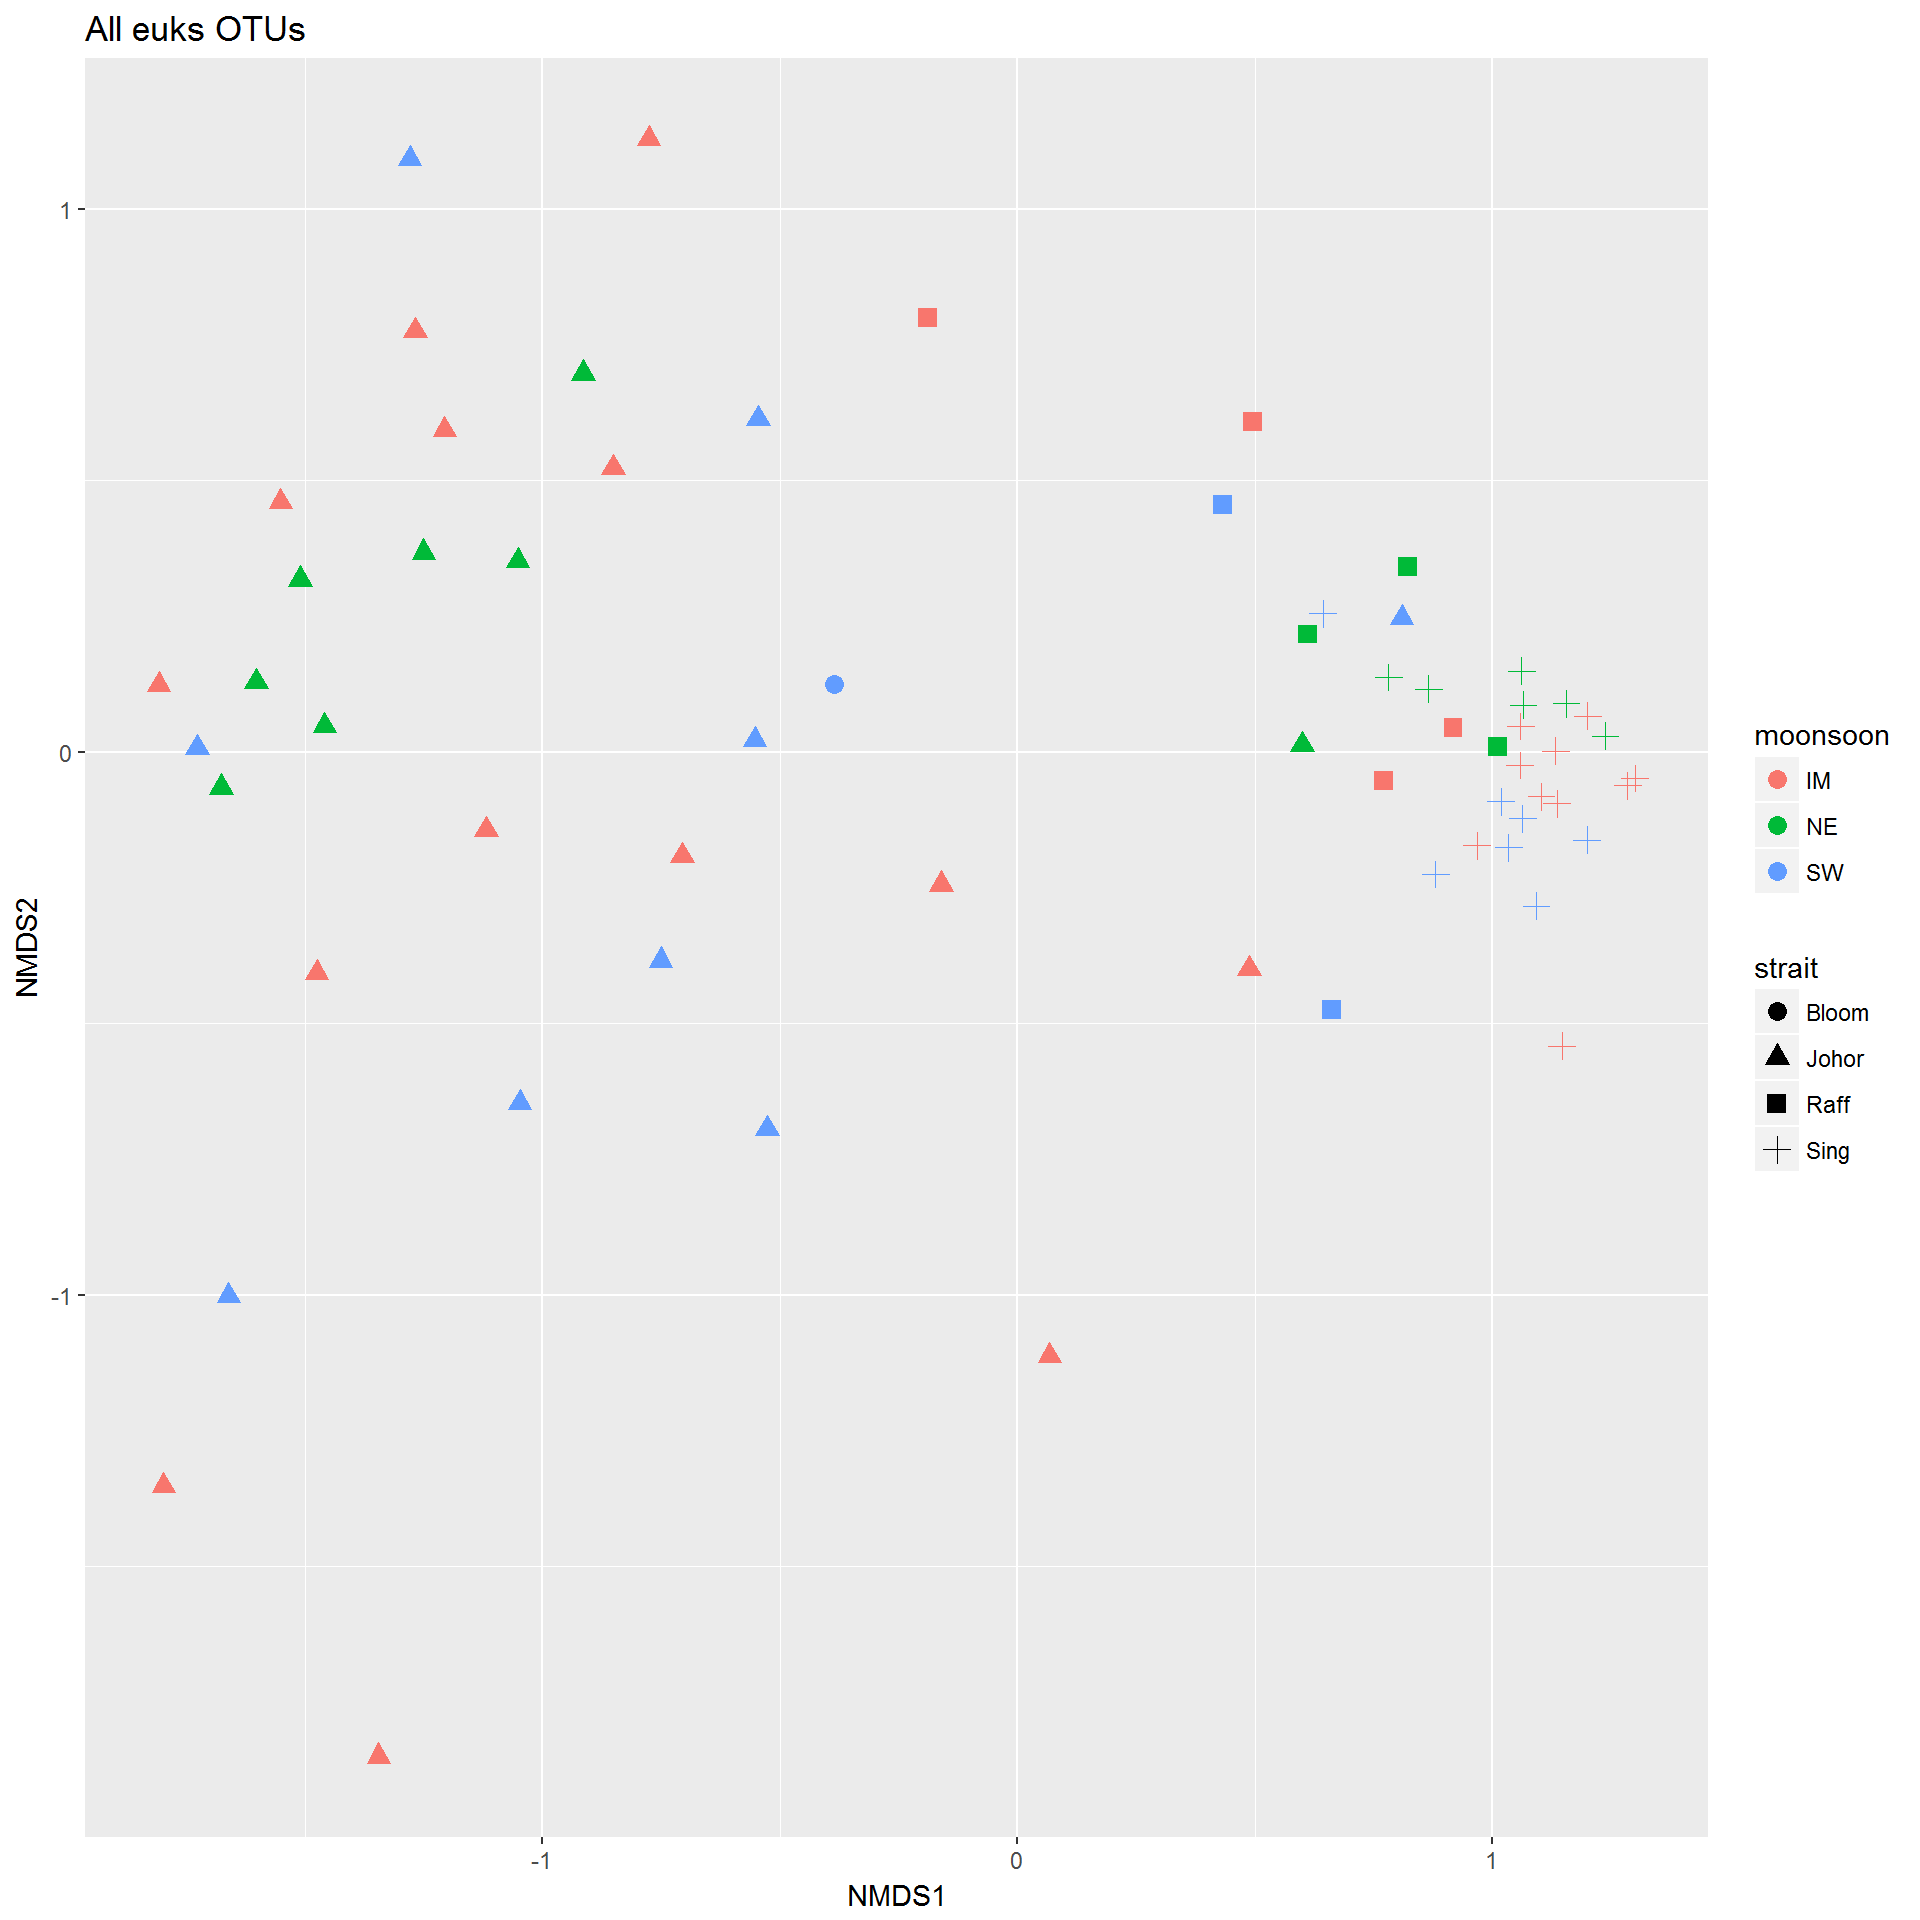 All euks OTUs
1
0
-1
NMDS2
-1
0
1
NMDS1
moonsoon
IM
NE
SW
strait
Bloom
Johor
Raff
Sing